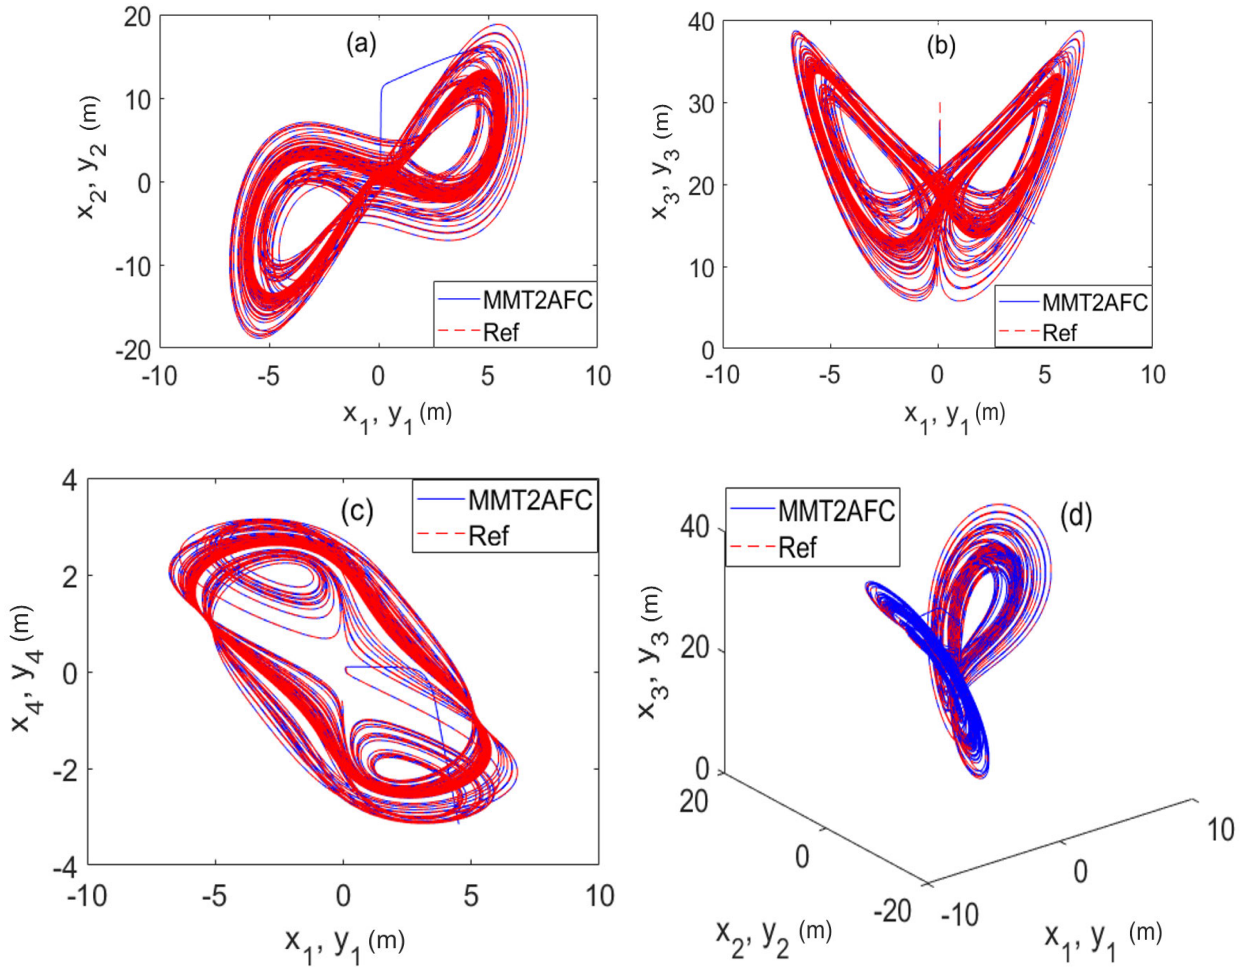 20
(a)
10
x₂, y₂ (m)
0
-10
MMT2AFC
Ref
-20
-10 -5 0 5 10
x₁, y₁ (m)
40
(b)
30
x₃, y₃ (m)
20
10
MMT2AFC
Ref
0
-10 -5 0 5 10
x₁, y₁ (m)
4
MMT2AFC
(c)
Ref
2
x₄, y₄ (m)
0
-2
-4
-10 -5 0 5 10
x₁, y₁ (m)
MMT2AFC
(d)
40
Ref
x₃, y₃ (m)
20
0
20
0
-20
-10
0
10
x₂, y₂ (m)
x₁, y₁ (m)